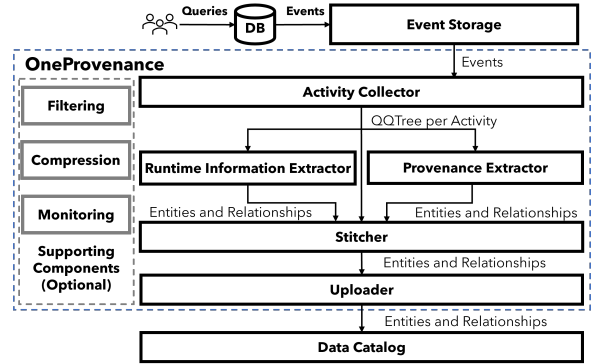 Queries
DB
Events
Event Storage
Events
OneProvenance
Filtering
Compression
Monitoring
Supporting
Components
(Optional)
Activity Collector
QQTree per Activity
Runtime Information Extractor
Provenance Extractor
Entities and Relationships
Entities and Relationships
Stitcher
Entities and Relationships
Uploader
Entities and Relationships
Data Catalog